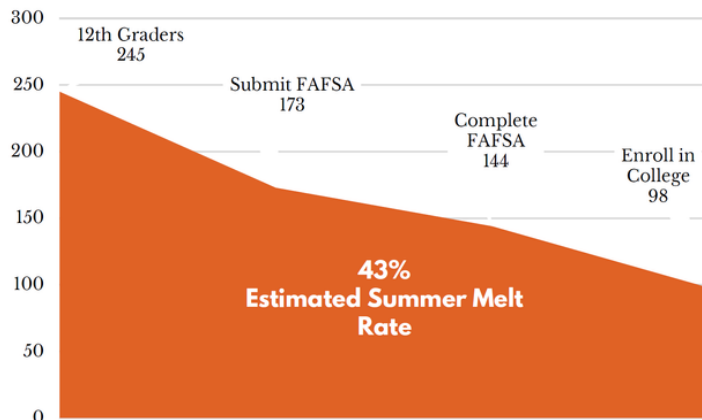 300
12th Graders
245
250
Submit FAFSA
173
200
Complete
FAFSA
144
Enroll in
College
98
150
100
43%
Estimated Summer Melt
Rate
50
0